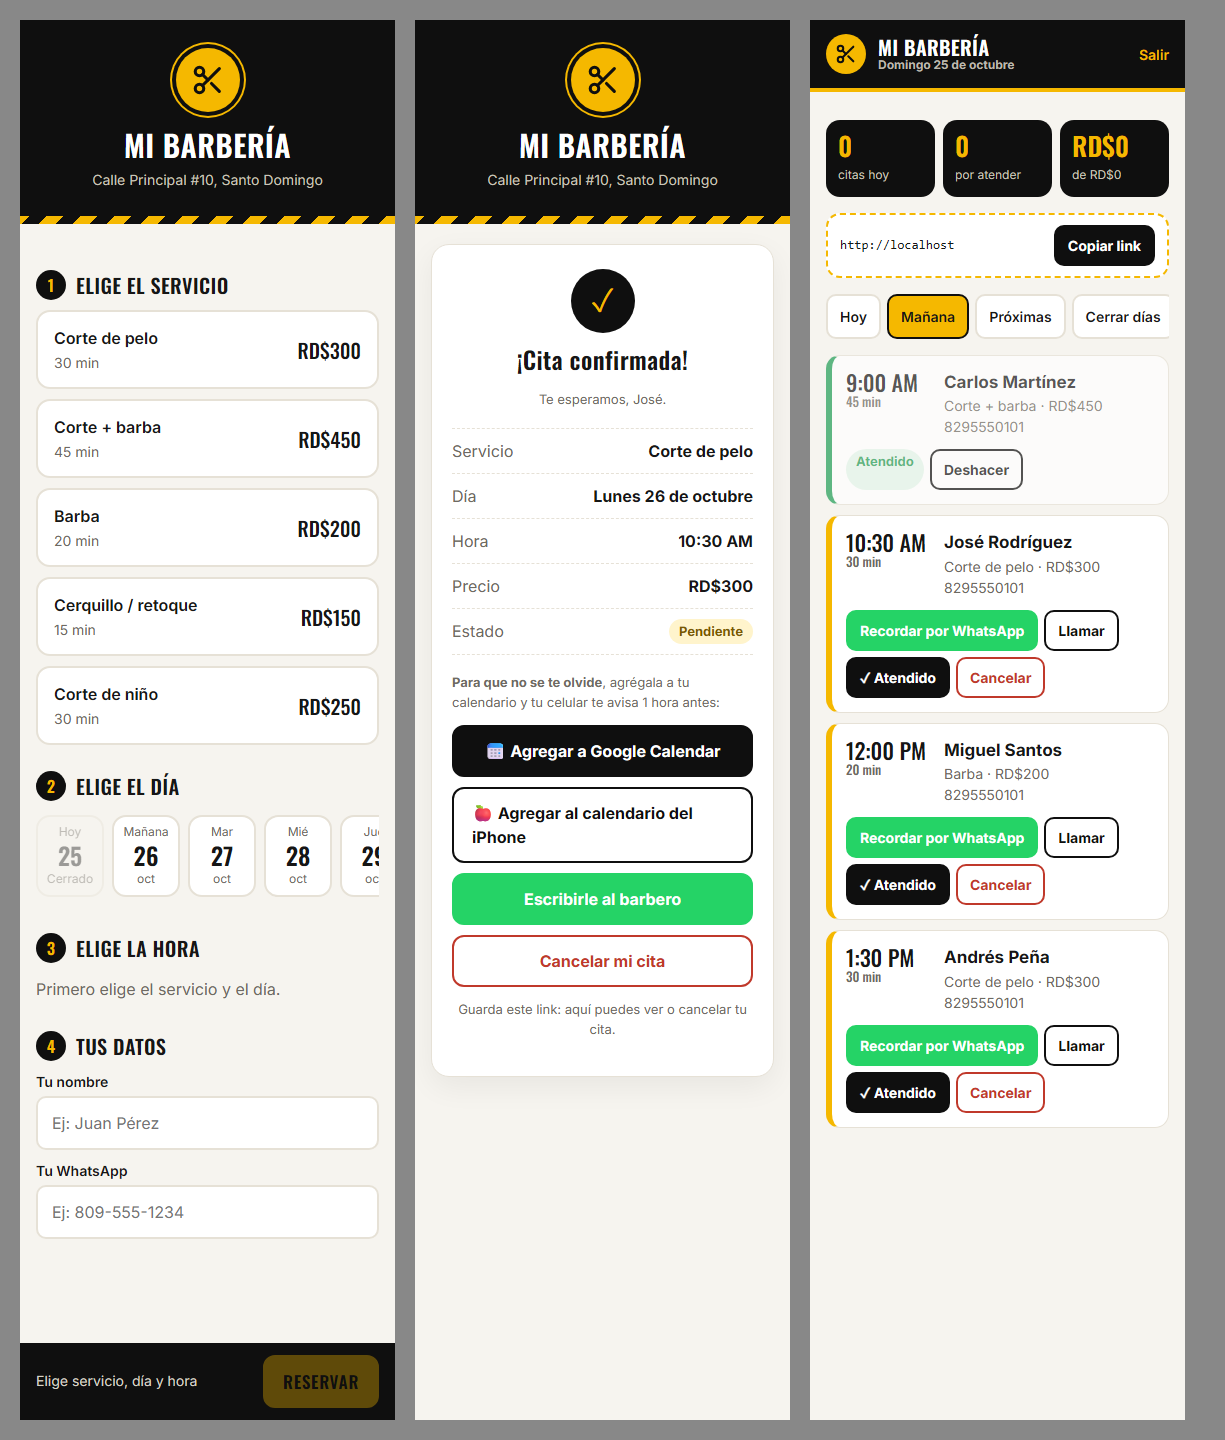 MI BARBERÍA
Calle Principal #10, Santo Domingo
1 ELIGE EL SERVICIO
Corte de pelo
30 min
RD$300
Corte + barba
45 min
RD$450
Barba
20 min
RD$200
Cerquillo / retoque
15 min
RD$150
Corte de niño
30 min
RD$250
2 ELIGE EL DÍA
Hoy
25
Cerrado
Mañana
26
oct
Mar
27
oct
Mié
28
oct
3 ELIGE LA HORA
Primero elige el servicio y el día.
4 TUS DATOS
Tu nombre
Ej: Juan Pérez
Tu WhatsApp
Ej: 809-555-1234
Elige servicio, día y hora
RESERVAR
MI BARBERÍA
Calle Principal #10, Santo Domingo
✓
¡Cita confirmada!
Te esperamos, José.
Servicio Corte de pelo
Día Lunes 26 de octubre
Hora 10:30 AM
Precio RD$300
Estado Pendiente
Para que no se te olvide, agrégala a tu
calendario y tu celular te avisa 1 hora antes:
Agregar a Google Calendar
Agregar al calendario del
iPhone
Escribirle al barbero
Cancelar mi cita
Guarda este link: aquí puedes ver o cancelar tu
cita.
MI BARBERÍA
Domingo 25 de octubre
Salir
0
citas hoy
0
por atender
RD$0
de RD$0
http://localhost
Copiar link
Hoy
Mañana
Próximas
Cerrar días
9:00 AM
45 min
Carlos Martínez
Corte + barba · RD$450
8295550101
Atendido
Deshacer
10:30 AM
30 min
José Rodríguez
Corte de pelo · RD$300
8295550101
Recordar por WhatsApp
Llamar
✓ Atendido
Cancelar
12:00 PM
20 min
Miguel Santos
Barba · RD$200
8295550101
Recordar por WhatsApp
Llamar
✓ Atendido
Cancelar
1:30 PM
30 min
Andrés Peña
Corte de pelo · RD$300
8295550101
Recordar por WhatsApp
Llamar
✓ Atendido
Cancelar